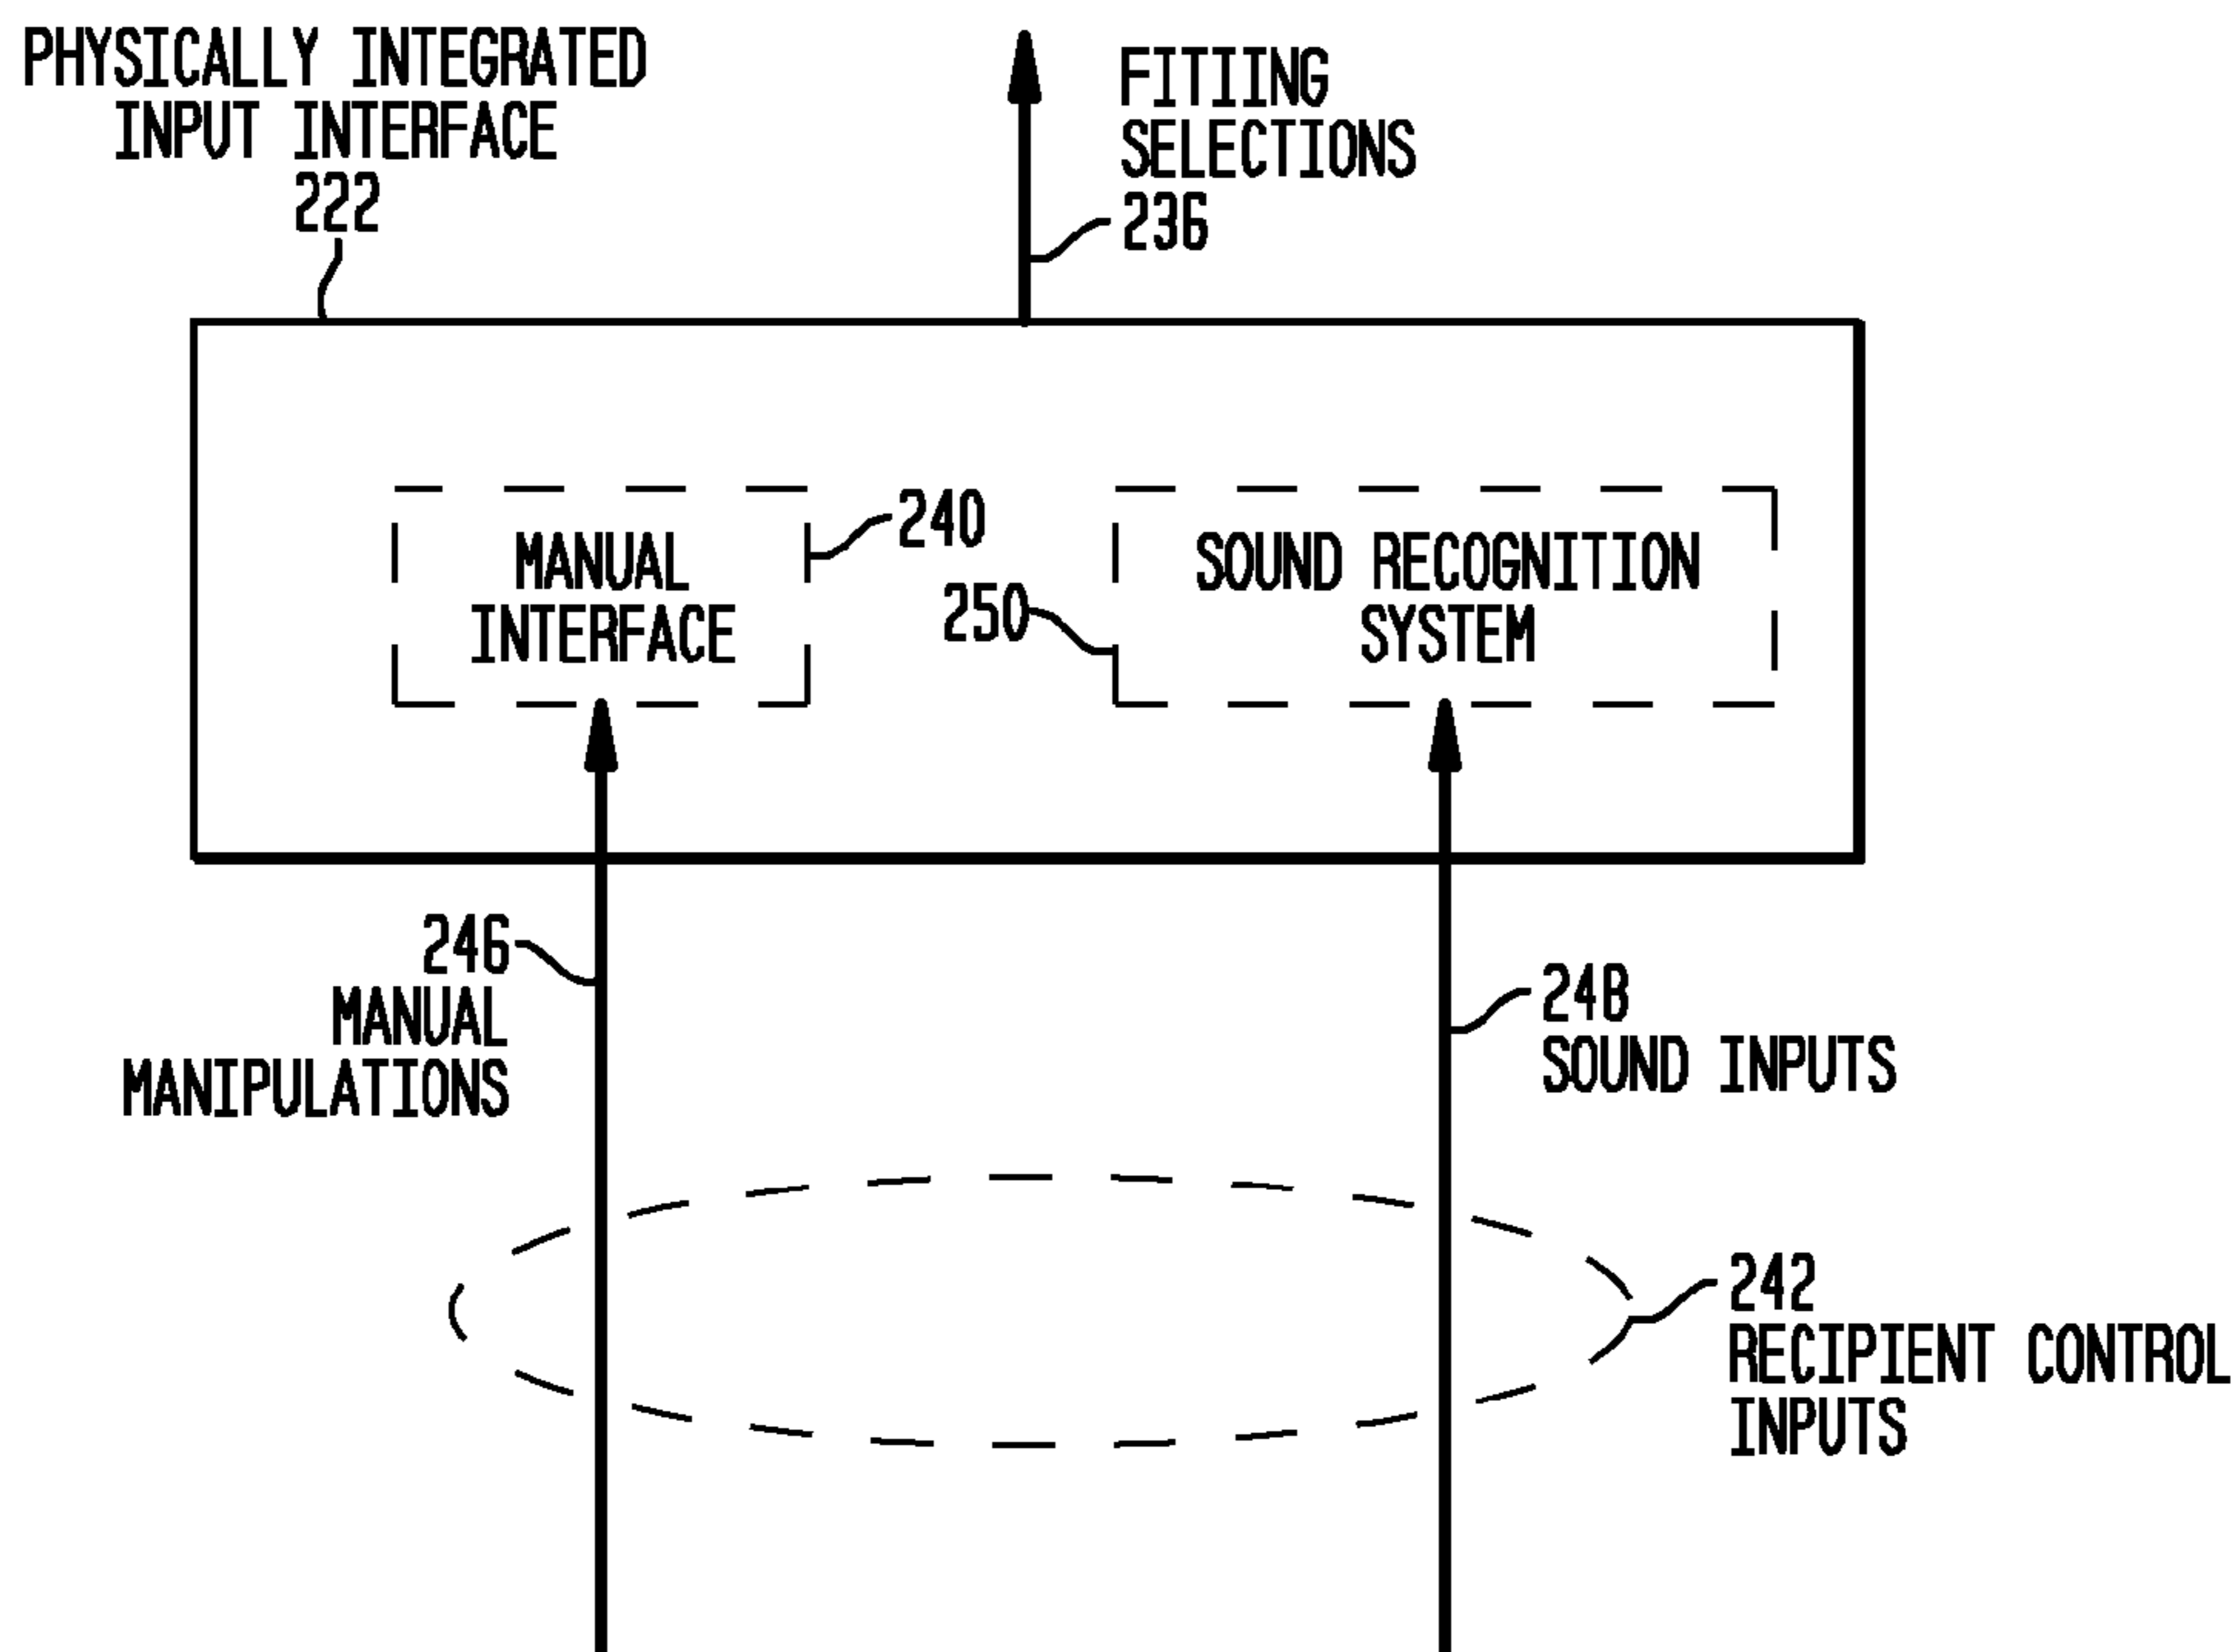 PHYSICALLY INTEGRATED
INPUT INTERFACE
222
FITIING
SELECTIONS
236
MANUAL
INTERFACE
240
250
SOUND RECOGNITION
SYSTEM
246
MANUAL
MANIPULATIONS
248
SOUND INPUTS
242
RECIPIENT CONTROL
INPUTS